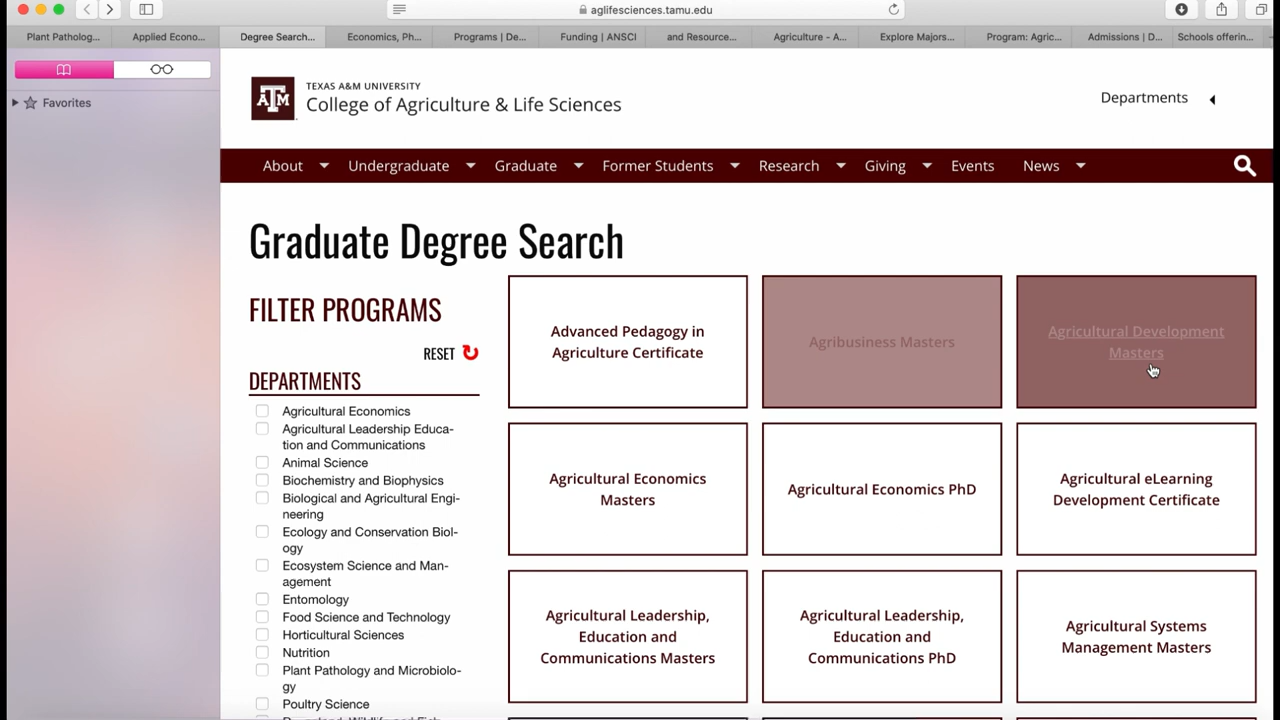 aglifesciences.tamu.edu
Plant Patholog...
Applied Econo...
Degree Search...
Economics, Ph...
Programs | De...
Funding | ANSCI
and Resource...
Agriculture - A...
Explore Majors...
Program: Agric...
Admissions | D...
Schools offerin...
Favorites
ATM
TEXAS A&M UNIVERSITY
College of Agriculture & Life Sciences
Departments
About
Undergraduate
Graduate
Former Students
Research
Giving
Events
News
Graduate Degree Search
FILTER PROGRAMS
RESET
DEPARTMENTS
Agricultural Economics
Agricultural Leadership Educa-
tion and Communications
Animal Science
Biochemistry and Biophysics
Biological and Agricultural Engi-
neering
Ecology and Conservation Biol-
ogy
Ecosystem Science and Man-
agement
Entomology
Food Science and Technology
Horticultural Sciences
Nutrition
Plant Pathology and Microbiolo-
gy
Poultry Science
Advanced Pedagogy in
Agriculture Certificate
Agribusiness Masters
Agricultural Development
Masters
Agricultural Economics
Masters
Agricultural Economics PhD
Agricultural eLearning
Development Certificate
Agricultural Leadership,
Education and
Communications Masters
Agricultural Leadership,
Education and
Communications PhD
Agricultural Systems
Management Masters